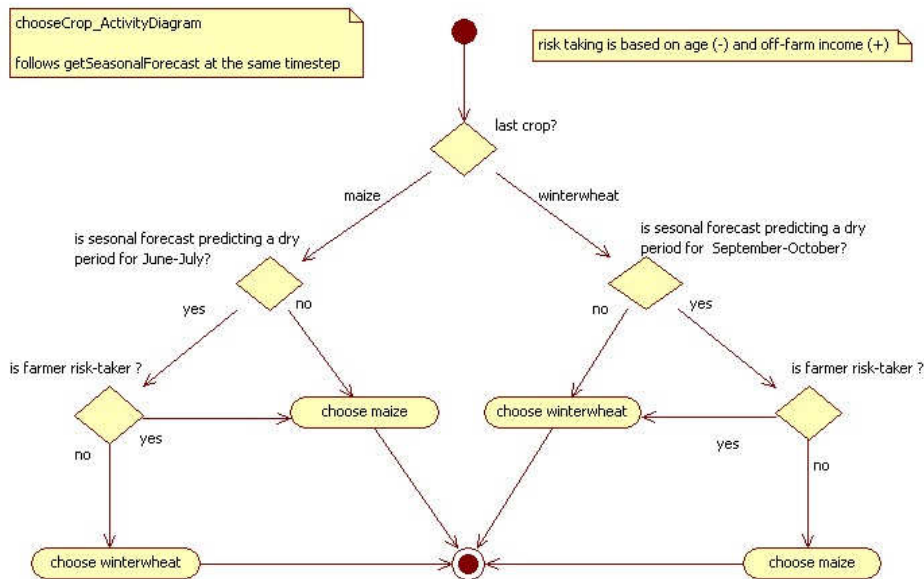 chooseCrop_ActivityDiagram
follows getSeasonalForecast at the same timestep
risk taking is based on age (-) and off-farm income (+)
last crop?
maize
winterwheat
is sesonal forecast predicting a dry
period for June-July?
is sesonal forecast predicting a dry
period for  September-October?
yes
no
no
yes
is farmer risk-taker ?
is farmer risk-taker ?
choose maize
choose winterwheat
yes
no
yes
no
choose winterwheat
choose maize